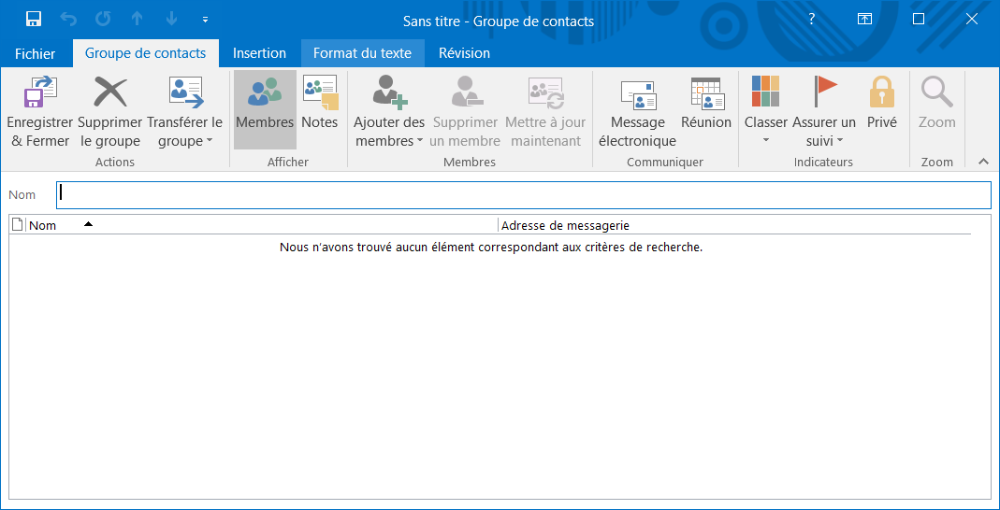 Sans titre - Groupe de contacts
?
Fichier Groupe de contacts Insertion Format du texte Révision
Enregistrer & Fermer
Supprimer le groupe
Transférer le groupe
Actions
Membres
Notes
Afficher
Ajouter des membres
Supprimer un membre
Mettre à jour maintenant
Membres
Message électronique
Réunion
Communiquer
Classer
Assurer un suivi
Privé
Indicateurs
Zoom
Zoom
Nom
Nom Adresse de messagerie
Nous n'avons trouvé aucun élément correspondant aux critères de recherche.